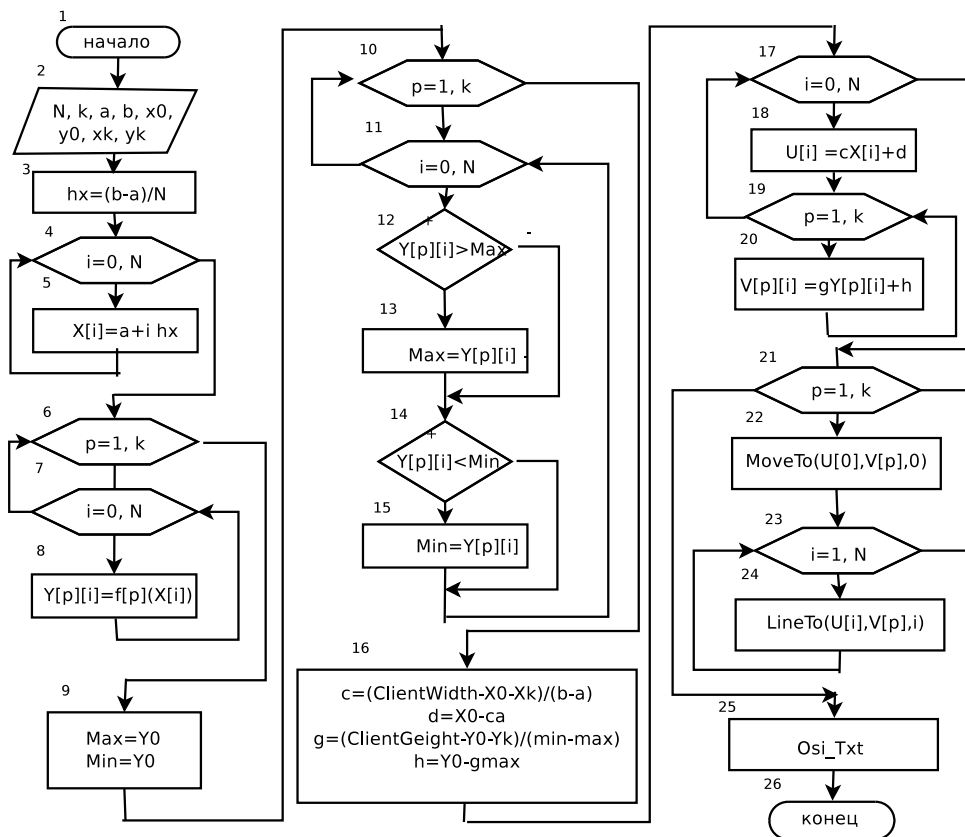 1
начало
2
N, k, a, b, x0,
y0, xk, yk
3
hx=(b-a)/N
4
i=0, N
5
X[i]=a+i hx
6
p=1, k
7
i=0, N
8
Y[p][i]=f[p](X[i])
9
Max=Y0
Min=Y0
10
p=1, k
11
i=0, N
12
+
-
Y[p][i]>Max
13
Max=Y[p][i] -
14
+
Y[p][i]<Min
15
Min=Y[p][i]
16
c=(ClientWidth-X0-Xk)/(b-a)
d=X0-ca
g=(ClientGeight-Y0-Yk)/(min-max)
h=Y0-gmax
17
i=0, N
18
U[i] =cX[i]+d
19
p=1, k
20
V[p][i] =gY[p][i]+h
21
p=1, k
22
MoveTo(U[0],V[p],0)
23
i=1, N
24
LineTo(U[i],V[p],i)
25
Osi_Txt
26
конец